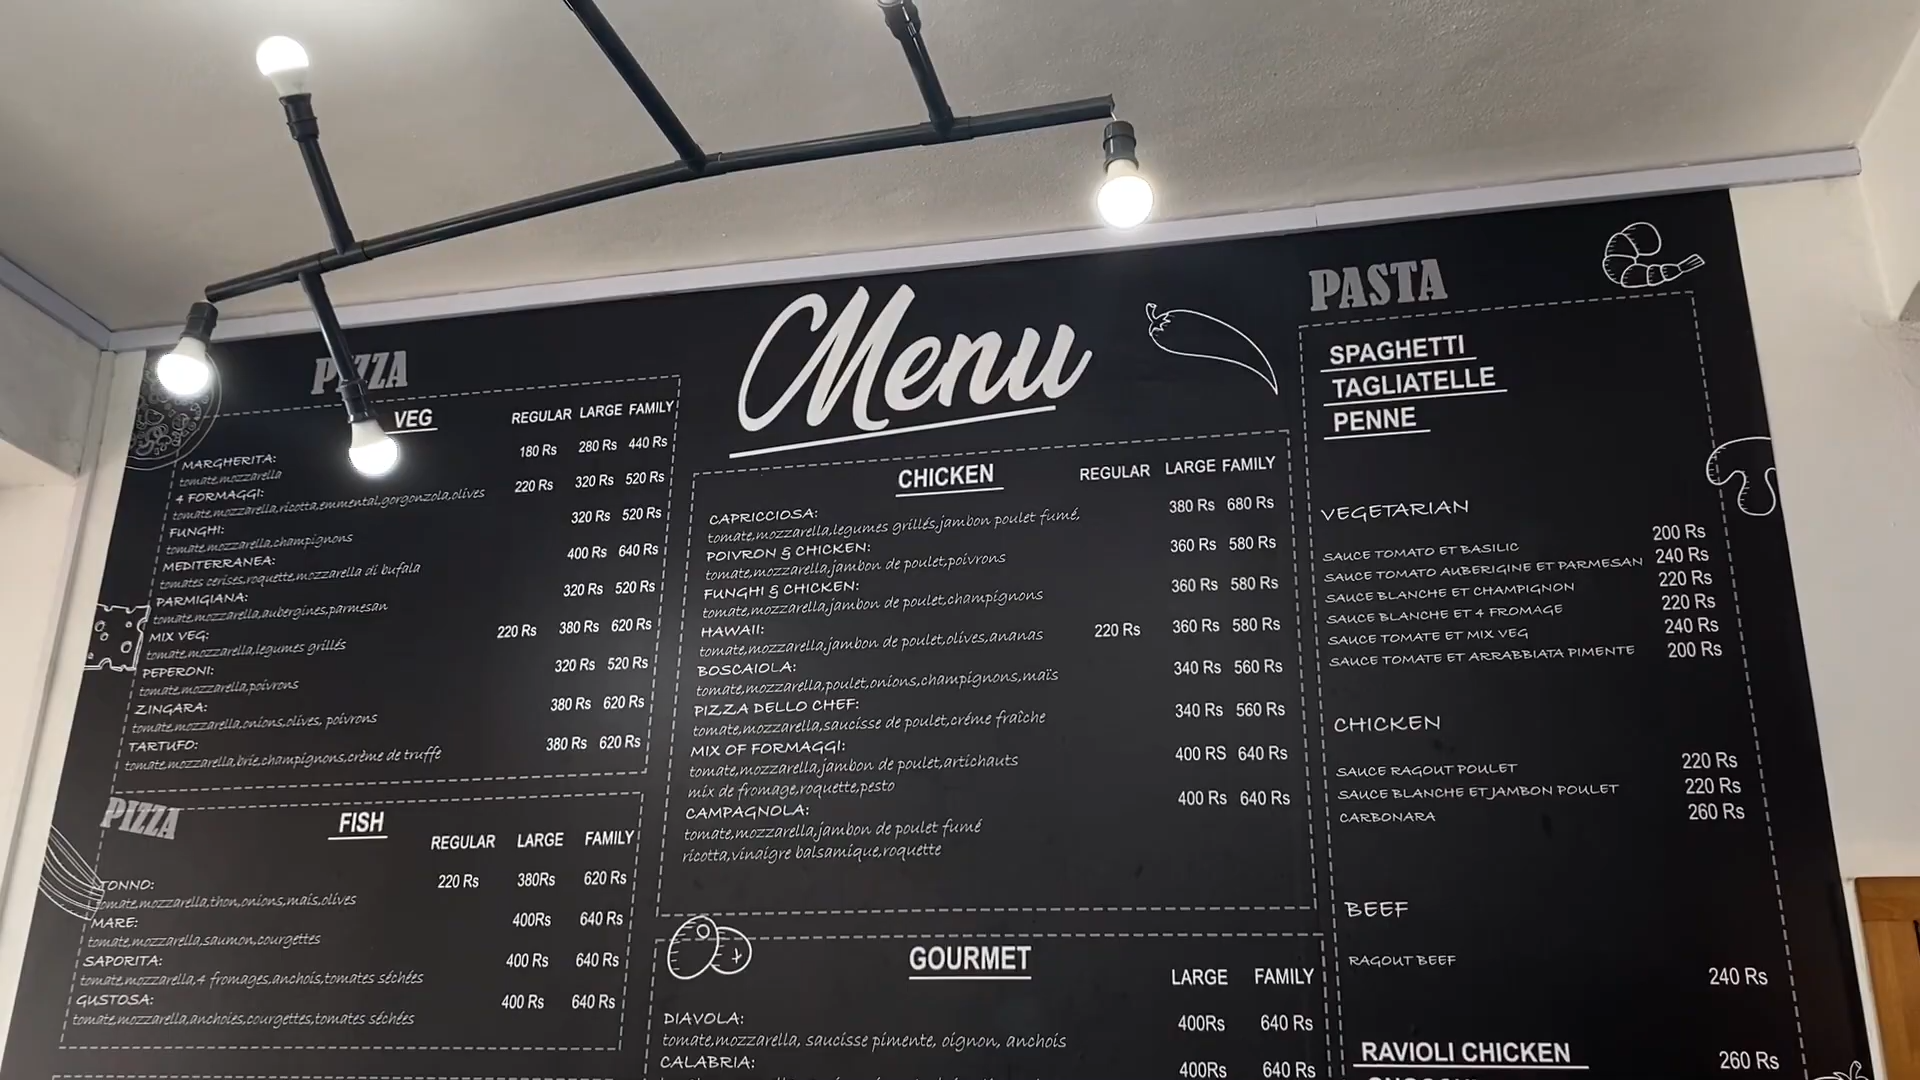 PIZZA
VEG
REGULAR LARGE FAMILY
MARGHERITA: 180 Rs 280 Rs 440 Rs
tomate,mozzarella
4 FORMAGGI: 220 Rs 320 Rs 520 Rs
tomate,mozzarella,ricotta,emmental,gorgonzola,olives
FUNGHI: 320 Rs 520 Rs
tomate,mozzarella,champignons
MEDITERRANEA: 400 Rs 640 Rs
tomates cerises,roquette,mozzarella di bufala
PARMIGIANA: 320 Rs 520 Rs
tomate,mozzarella,aubergines,parmesan
MIX VEG: 220 Rs 380 Rs 620 Rs
tomate,mozzarella,legumes grillés
PEPERONI: 320 Rs 520 Rs
tomate,mozzarella,poivrons
ZINGARA: 380 Rs 620 Rs
tomate,mozzarella,onions,olives, poivrons
TARTUFO: 380 Rs 620 Rs
tomate,mozzarella,brie,champignons,crème de truffe
PIZZA
FISH
REGULAR LARGE FAMILY
TONNO: 220 Rs 380Rs 620 Rs
tomate,mozzarella,thon,onions,mais,olives
MARE: 400Rs 640 Rs
tomate,mozzarella,saumon,courgettes
SAPORITA: 400 Rs 640 Rs
tomate,mozzarella,4 fromages,anchois,tomates séchées
GUSTOSA: 400 Rs 640 Rs
tomate,mozzarella,anchoies,courgettes,tomates séchées
Menu
CHICKEN
REGULAR LARGE FAMILY
CAPRICCIOSA: 380 Rs 680 Rs
tomate,mozzarella,legumes grillés,jambon poulet fumé,
POIVRON & CHICKEN: 360 Rs 580 Rs
tomate,mozzarella,jambon de poulet,poivrons
FUNGHI & CHICKEN: 360 Rs 580 Rs
tomate,mozzarella,jambon de poulet,champignons
HAWAII: 220 Rs 360 Rs 580 Rs
tomate,mozzarella,jambon de poulet,olives,ananas
BOSCAIOLA: 340 Rs 560 Rs
tomate,mozzarella,poulet,onions,champignons,maïs
PIZZA DELLO CHEF: 340 Rs 560 Rs
tomate,mozzarella,saucisse de poulet,créme fraîche
MIX OF FORMAGGI: 400 RS 640 Rs
tomate,mozzarella,jambon de poulet,artichauts
mix de fromage,roquette,pesto
CAMPAGNOLA: 400 Rs 640 Rs
tomate,mozzarella,jambon de poulet fumé
ricotta,vinaigre balsamique,roquette
GOURMET
LARGE FAMILY
DIAVOLA: 400Rs 640 Rs
tomate,mozzarella, saucisse pimente, oignon, anchois
CALABRIA: 400Rs 640 Rs
PASTA
SPAGHETTI
TAGLIATELLE
PENNE
VEGETARIAN
SAUCE TOMATO ET BASILIC 200 Rs
SAUCE TOMATO AUBERIGINE ET PARMESAN 240 Rs
SAUCE BLANCHE ET CHAMPIGNON 220 Rs
SAUCE BLANCHE ET 4 FROMAGE 220 Rs
SAUCE TOMATE ET MIX VEG 240 Rs
SAUCE TOMATE ET ARRABBIATA PIMENTE 200 Rs
CHICKEN
SAUCE RAGOUT POULET 220 Rs
SAUCE BLANCHE ET JAMBON POULET 220 Rs
CARBONARA 260 Rs
BEEF
RAGOUT BEEF 240 Rs
RAVIOLI CHICKEN 260 Rs